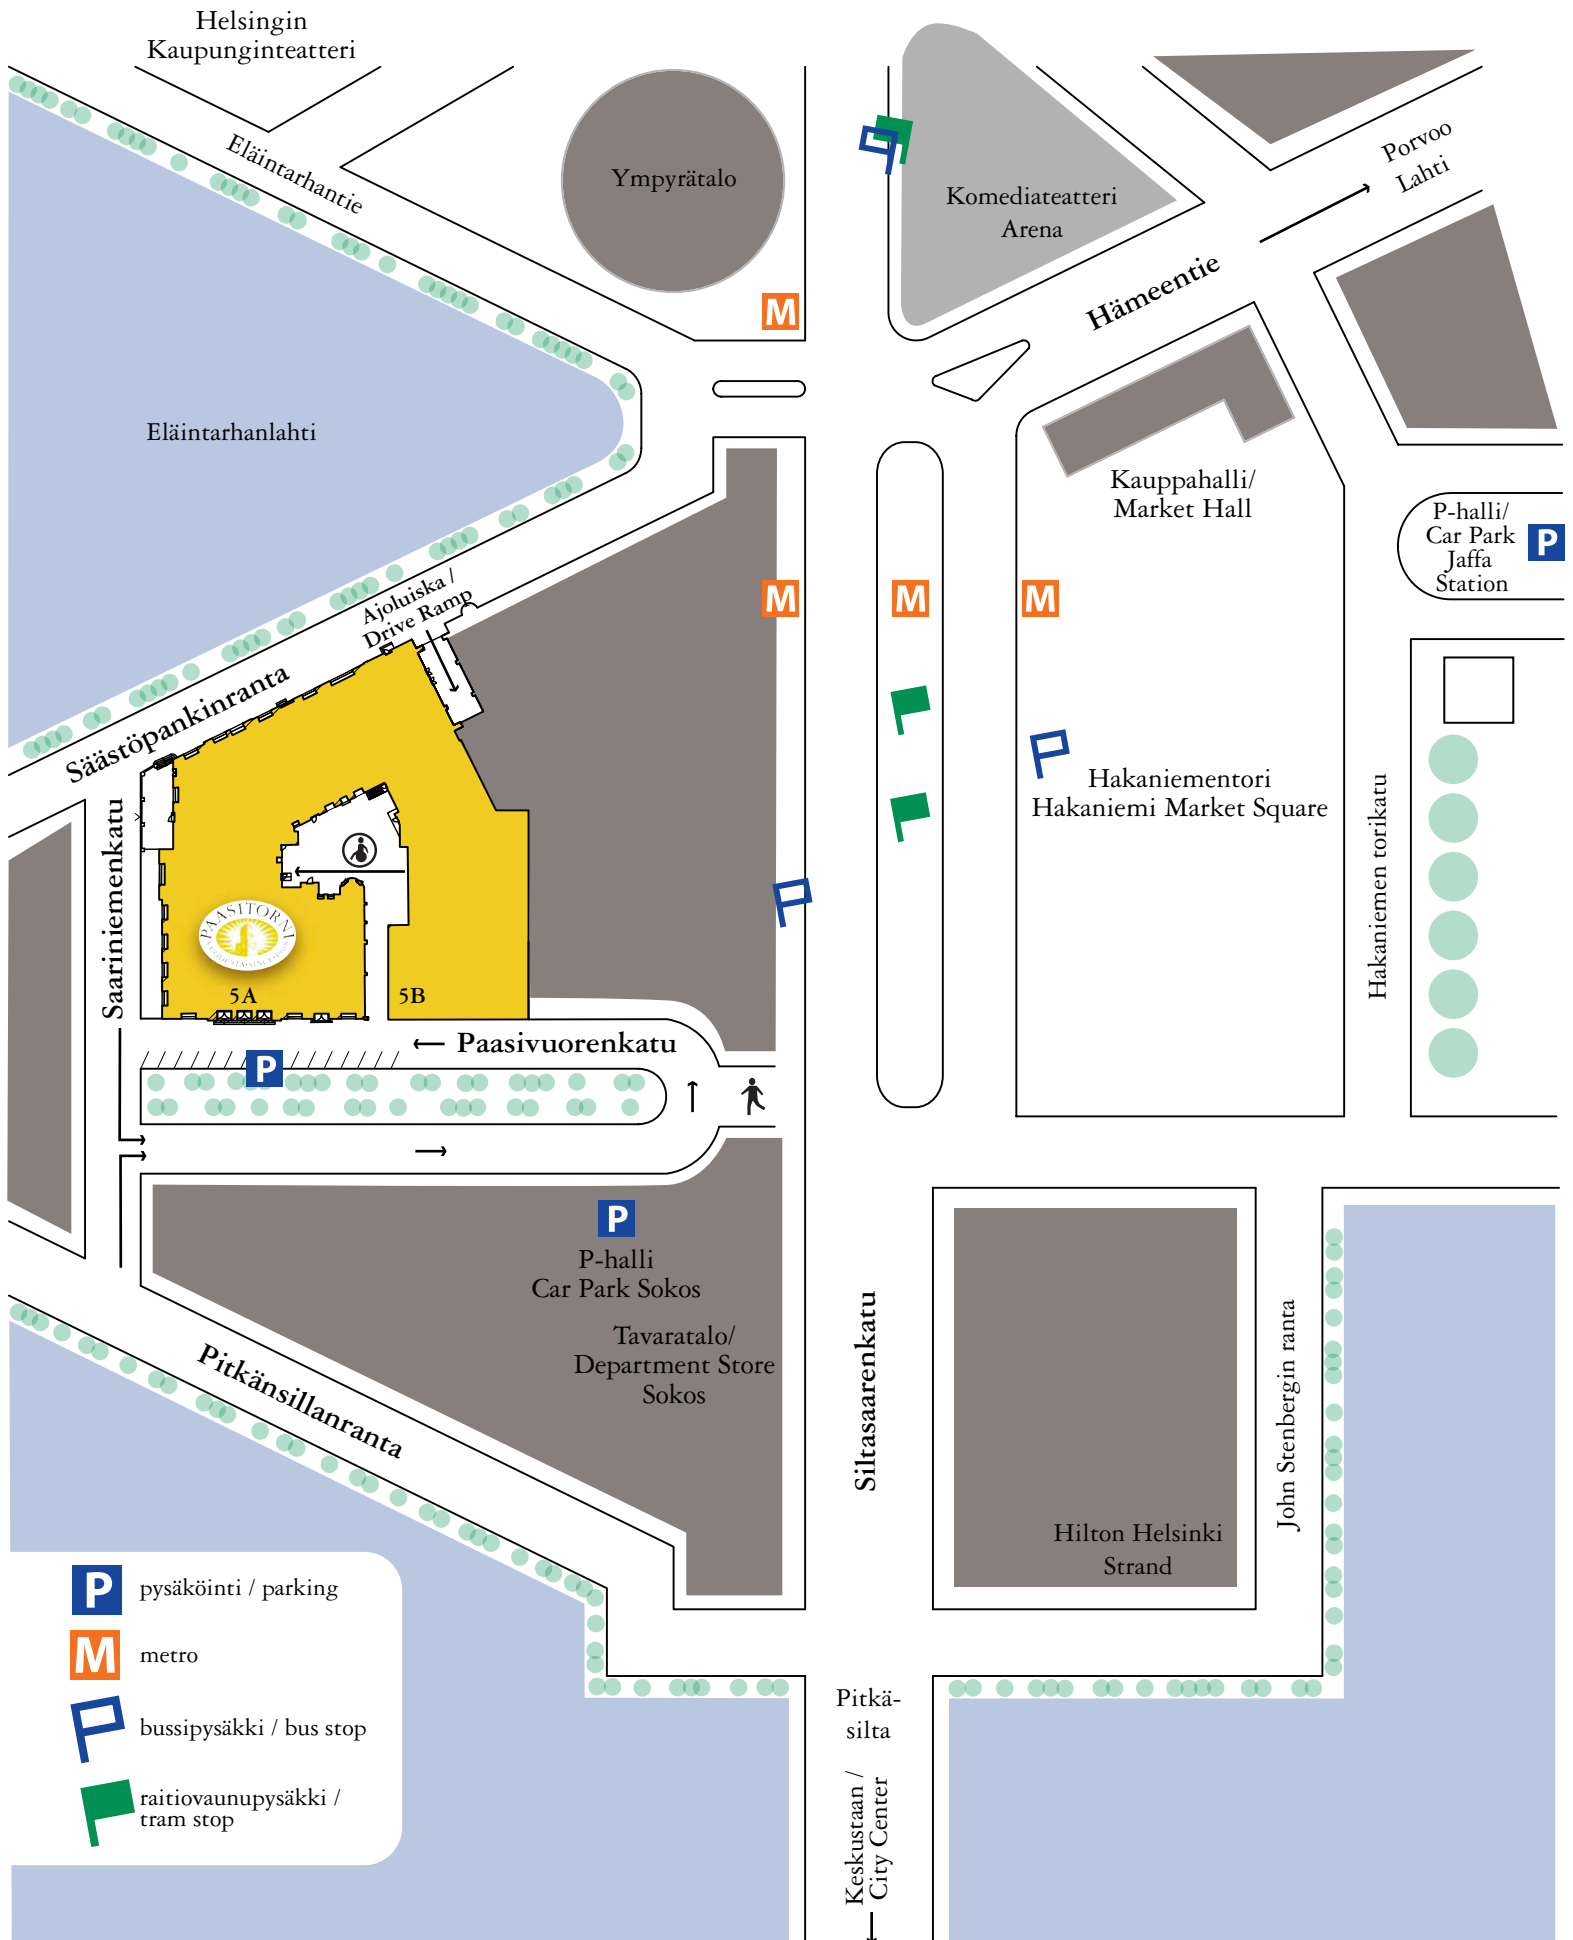 Helsingin
Kaupunginteatteri
Eläintarhantie
Ympyrätalo
M
Komediateatteri
Arena
Porvoo
Lahti
Hämeentie
Eläintarhanlahti
Kauppahalli/
Market Hall
P-halli/
Car Park
Jaffa
Station
P
Ajoluiska /
Drive Ramp
M
M
M
Säästöpankinranta
Hakaniementori
Hakaniemi Market Square
Saariniemenkatu
Hakaniemen torikatu
PAASITORNI
5A
5B
Paasivuorenkatu
P
P
P-halli
Car Park Sokos
Tavaratalo/
Department Store
Sokos
Pitkänsillanranta
Siltasaarenkatu
John Stenbergin ranta
Hilton Helsinki
Strand
P
pysäköinti / parking
M
metro
bussipysäkki / bus stop
raitiovaunupysäkki /
tram stop
Pitkä-
silta
Keskustaan /
City Center